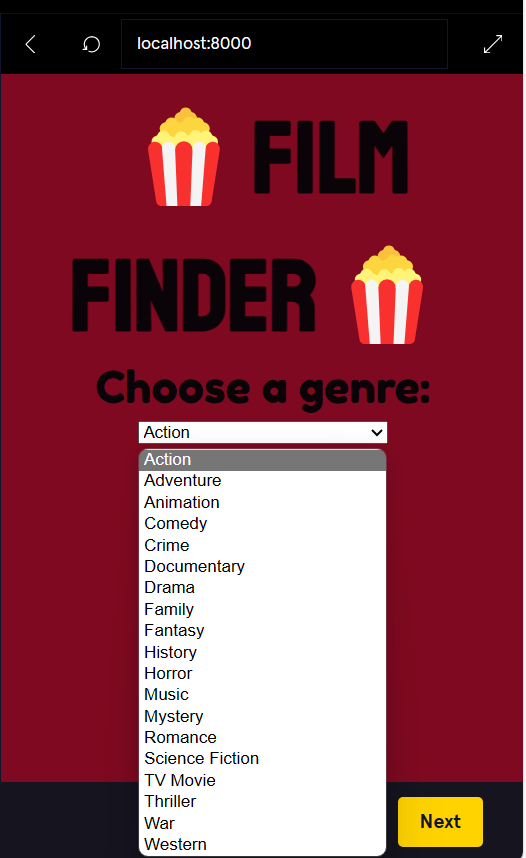 localhost:8000
FILM
FINDER
Choose a genre:
Action
Action
Adventure
Animation
Comedy
Crime
Documentary
Drama
Family
Fantasy
History
Horror
Music
Mystery
Romance
Science Fiction
TV Movie
Thriller
War
Western
Next